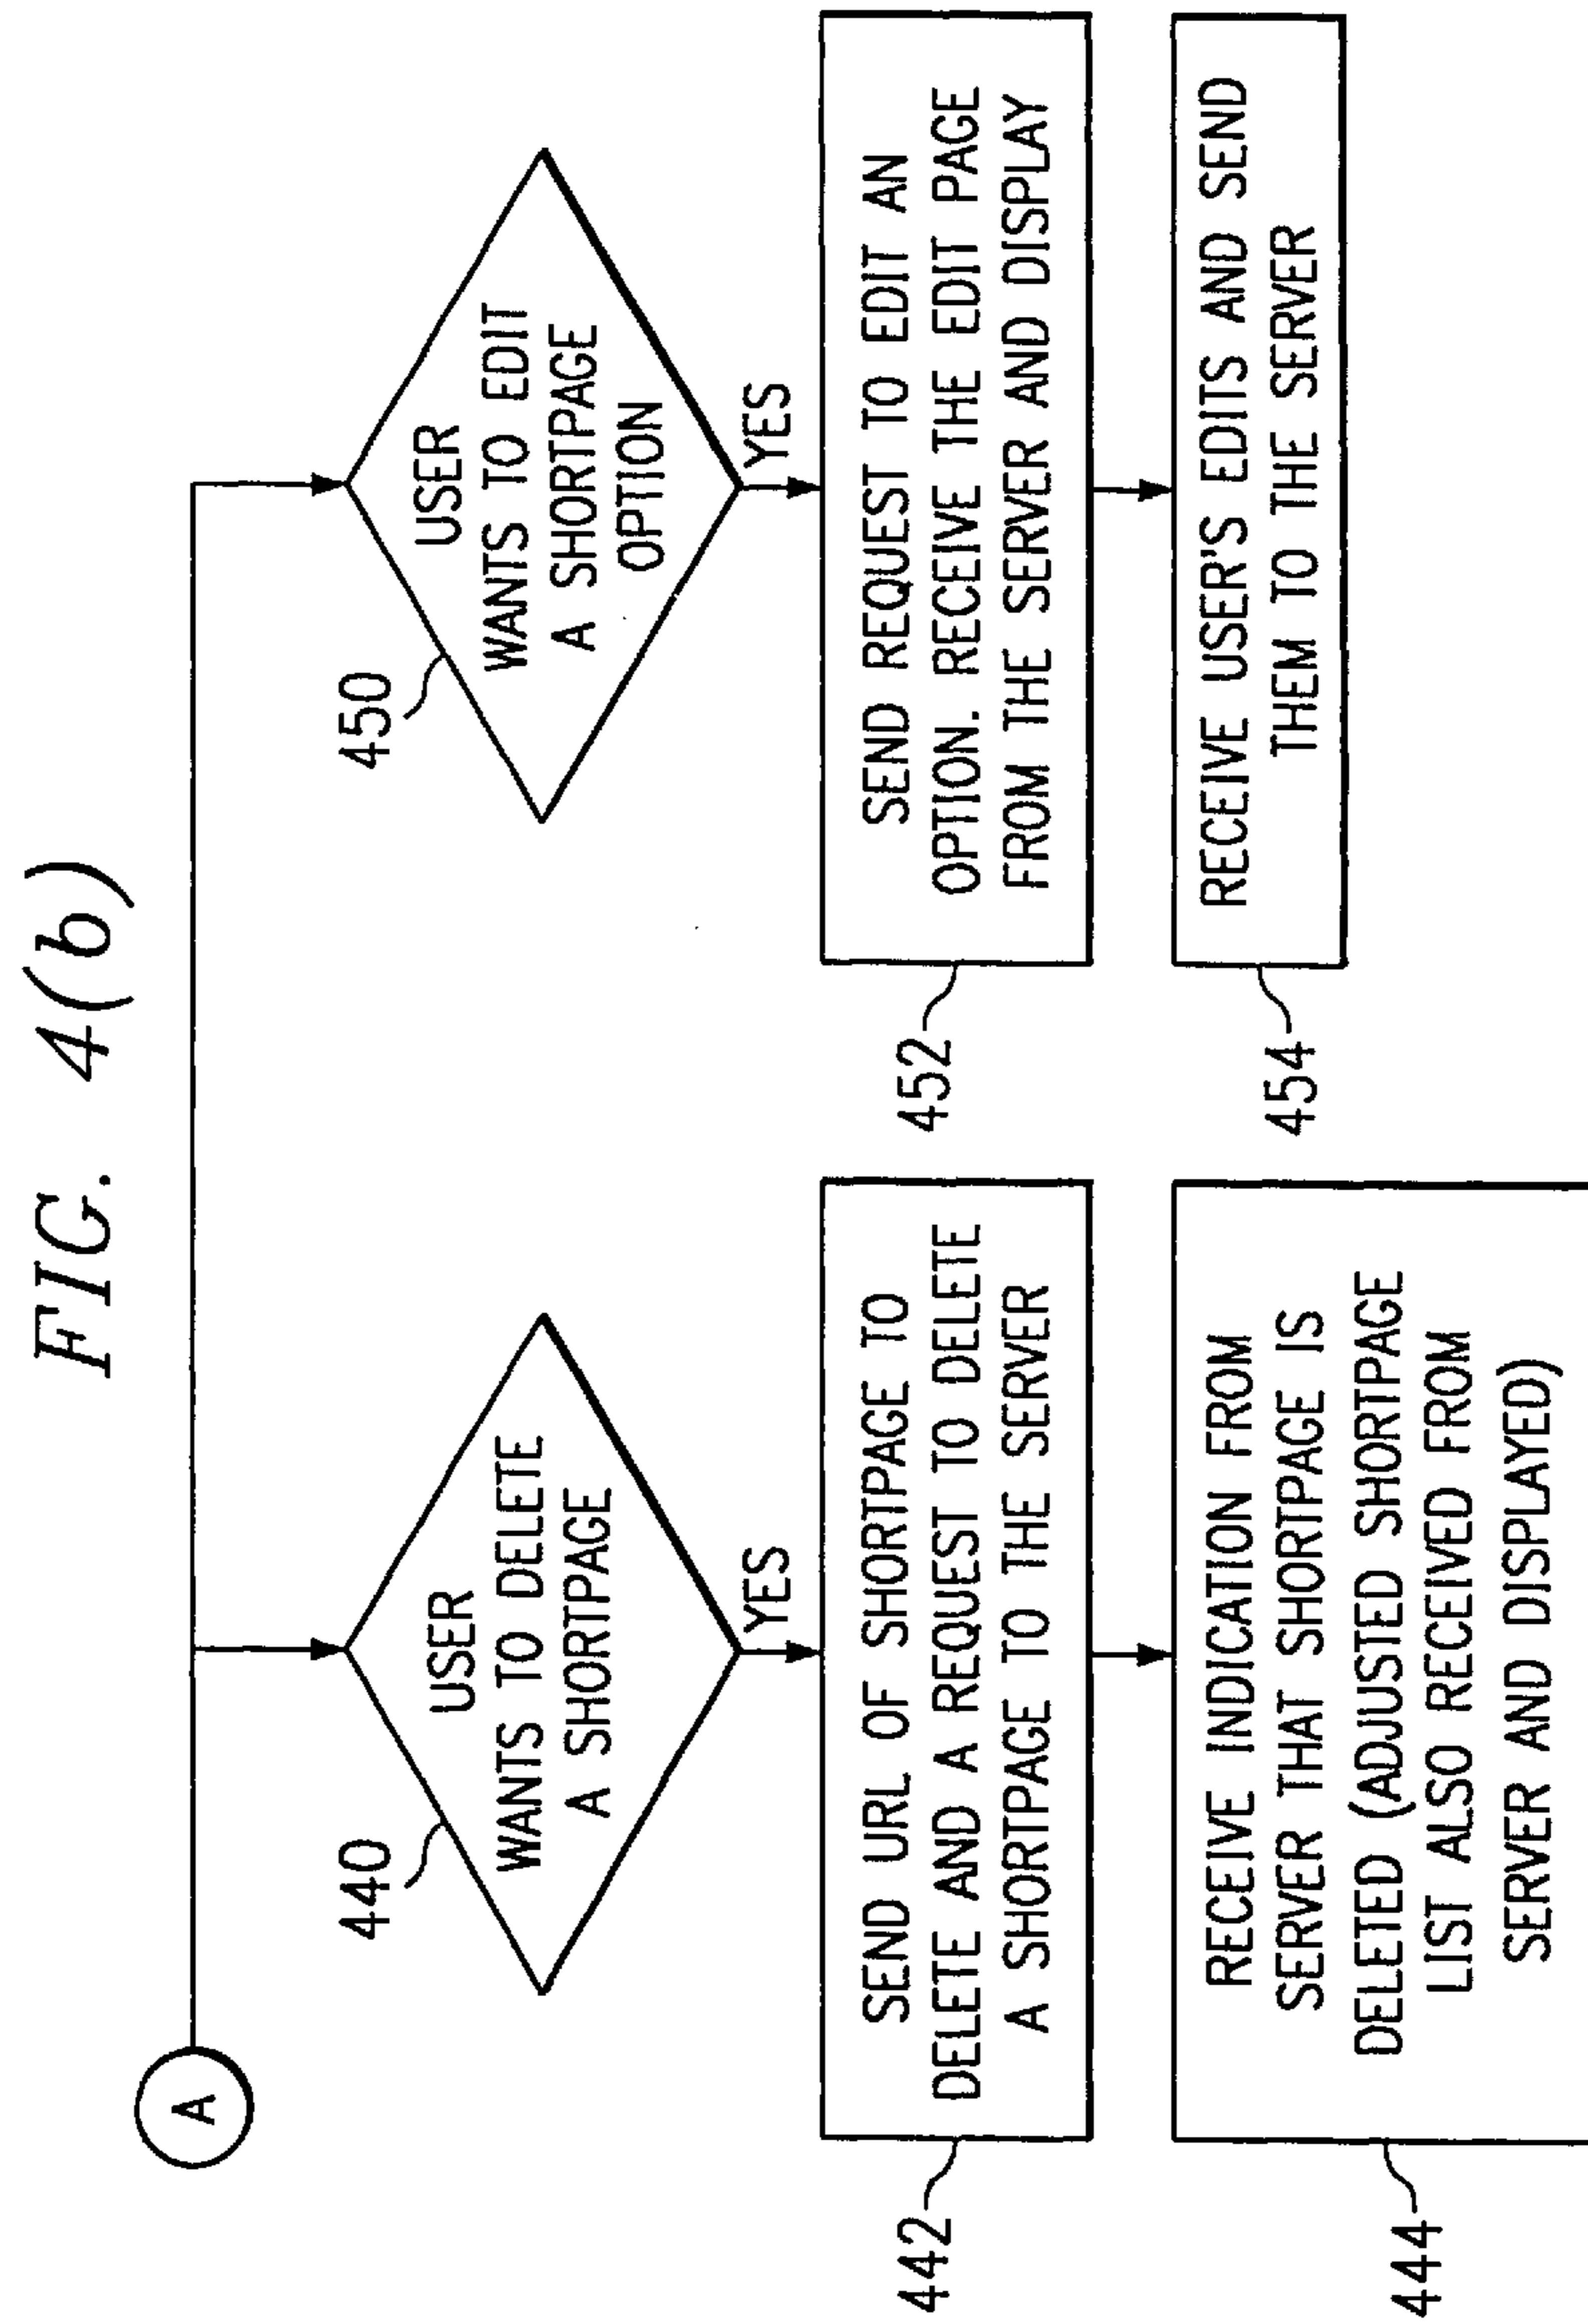 FIG. 4(b)
A
440
USER
WANTS TO DELETE
A SHORTPAGE
YES
442
SEND URL OF SHORTPAGE TO
DELETE AND A REQUEST TO DELETE
A SHORTPAGE TO THE SERVER
444
RECEIVE INDICATION FROM
SERVER THAT SHORTPAGE IS
DELETED (ADJUSTED SHORTPAGE
LIST ALSO RECEIVED FROM
SERVER AND DISPLAYED)
450
USER
WANTS TO EDIT
A SHORTPAGE
OPTION
YES
452
SEND REQUEST TO EDIT AN
OPTION. RECEIVE THE EDIT PAGE
FROM THE SERVER AND DISPLAY
454
RECEIVE USER'S EDITS AND SEND
THEM TO THE SERVER